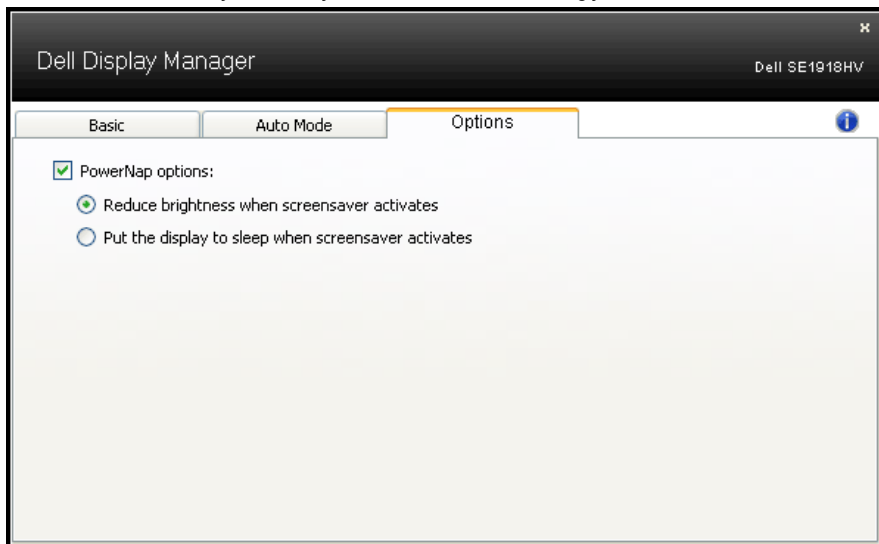 x
Dell Display Manager
Dell SE1918HV
Basic Auto Mode Options
PowerNap options:
Reduce brightness when screensaver activates
Put the display to sleep when screensaver activates